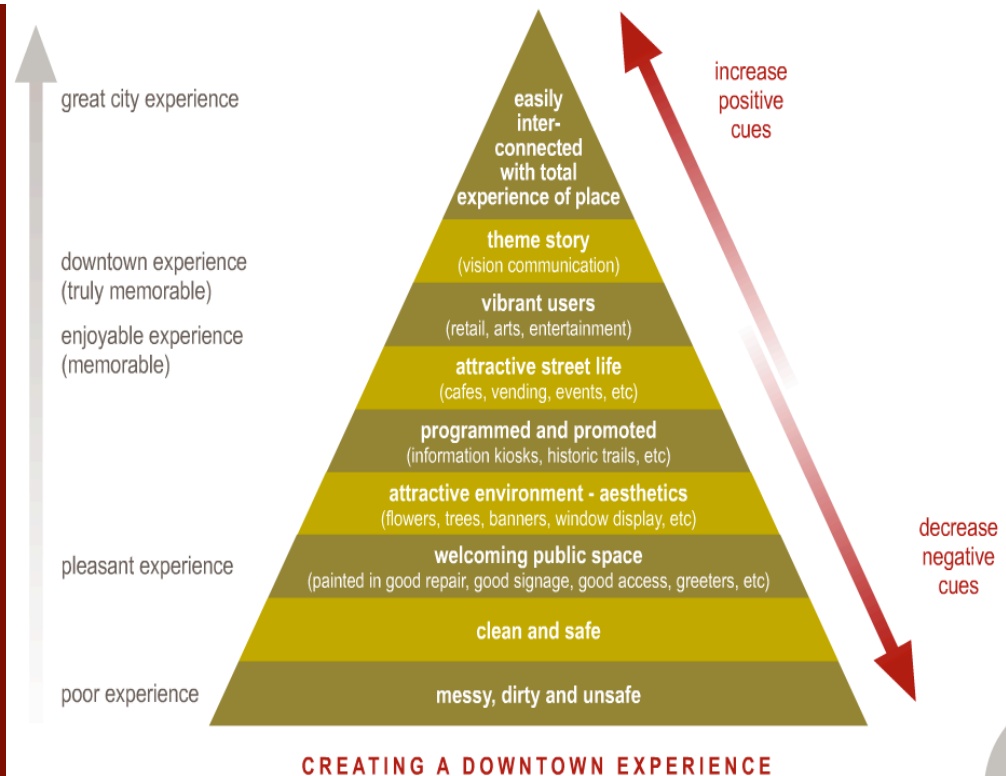 great city experience
downtown experience
(truly memorable)
enjoyable experience
(memorable)
pleasant experience
poor experience
easily
inter-
connected
with total
experience of place
theme story
(vision communication)
vibrant users
(retail, arts, entertainment)
attractive street life
(cafes, vending, events, etc)
programmed and promoted
(information kiosks, historic trails, etc)
attractive environment - aesthetics
(flowers, trees, banners, window display, etc)
welcoming public space
(painted in good repair, good signage, good access, greeters, etc)
clean and safe
messy, dirty and unsafe
increase
positive
cues
decrease
negative
cues
CREATING A DOWNTOWN EXPERIENCE